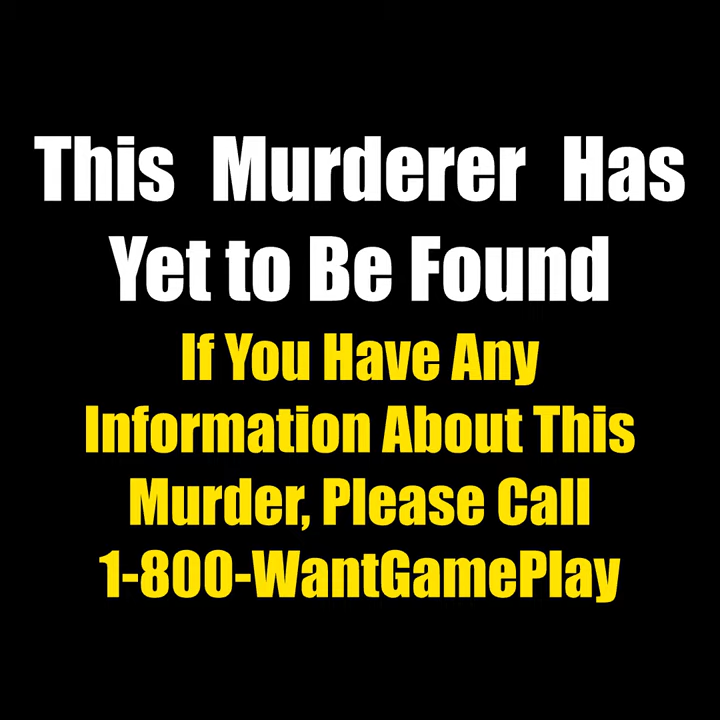 This Murderer Has
Yet to Be Found
If You Have Any
Information About This
Murder, Please Call
1-800-WantGamePlay